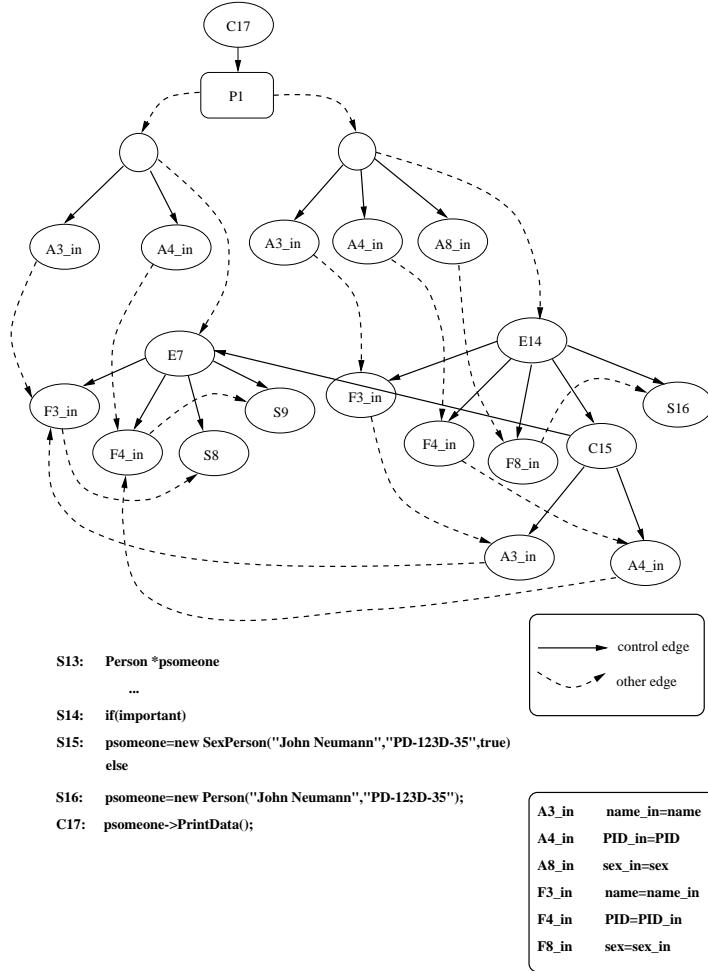 C17
P1
A3_in
A4_in
A3_in
A4_in
A8_in
E7
E14
F3_in
S9
F3_in
S16
F4_in
S8
F4_in
F8_in
C15
A3_in
A4_in
control edge
other edge
S13: Person *psomeone
...
S14: if(important)
S15: psomeone=new SexPerson("John Neumann","PD-123D-35",true)
else
S16: psomeone=new Person("John Neumann","PD-123D-35");
C17: psomeone->PrintData();
A3_in name_in=name
A4_in PID_in=PID
A8_in sex_in=sex
F3_in name=name_in
F4_in PID=PID_in
F8_in sex=sex_in